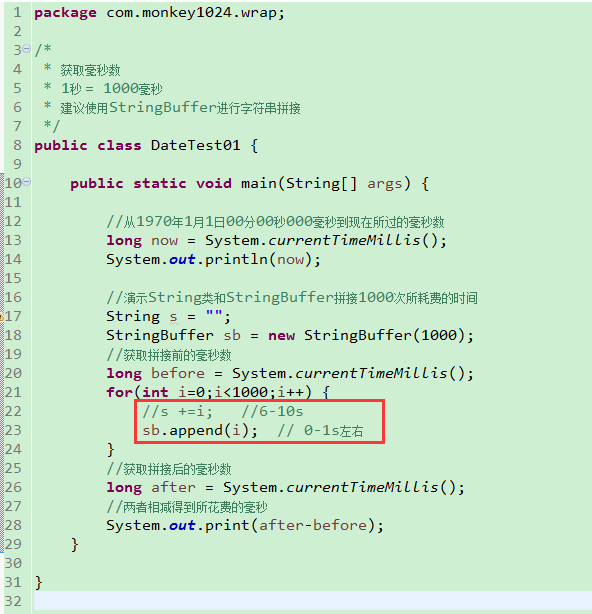 1 package com.monkey1024.wrap;
2
3 /*
4  * 获取毫秒数
5  * 1秒 = 1000毫秒
6  * 建议使用StringBuffer进行字符串拼接
7  */
8 public class DateTest01 {
9
10     public static void main(String[] args) {
11
12         //从1970年1月1日00分00秒000毫秒到现在所过的毫秒数
13         long now = System.currentTimeMillis();
14         System.out.println(now);
15
16         //演示String类和StringBuffer拼接1000次所耗费的时间
17         String s = "";
18         StringBuffer sb = new StringBuffer(1000);
19         //获取拼接前的毫秒数
20         long before = System.currentTimeMillis();
21         for(int i=0;i<1000;i++) {
22             //s +=i;   //6-10s
23             sb.append(i);  // 0-1s左右
24         }
25         //获取拼接后的毫秒数
26         long after = System.currentTimeMillis();
27         //两者相减得到所花费的毫秒
28         System.out.print(after-before);
29     }
30
31 }
32